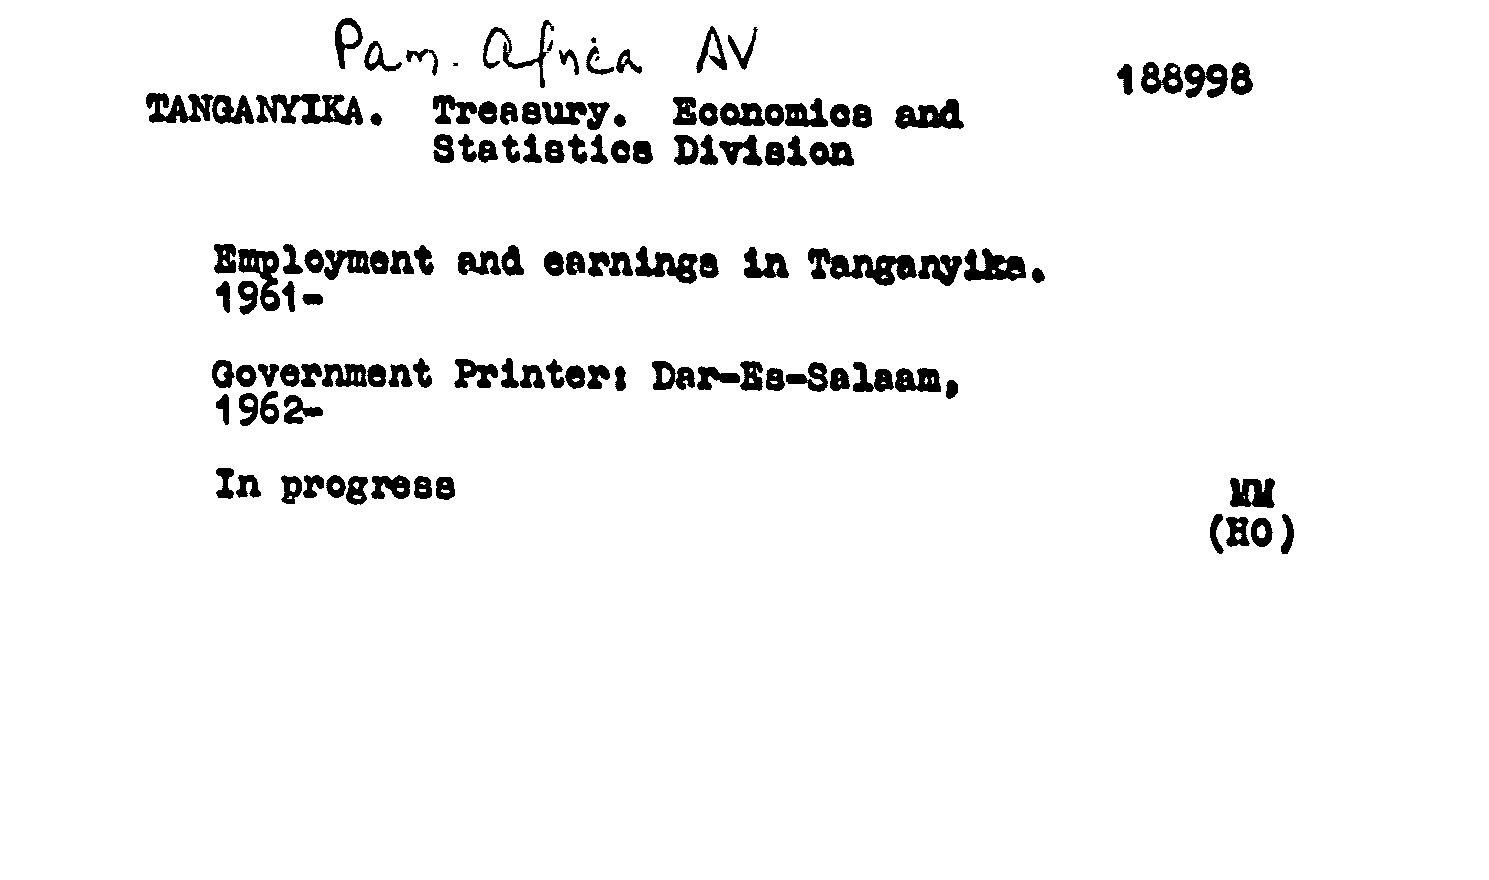 Pam. Africa AV
188998
TANGANYIKA. Treasury. Economics and
Statistics Division
Employment and earnings in Tanganyika.
1961-
Government Printer: Dar-Es-Salaam,
1962-
In progress
MM
(HO)